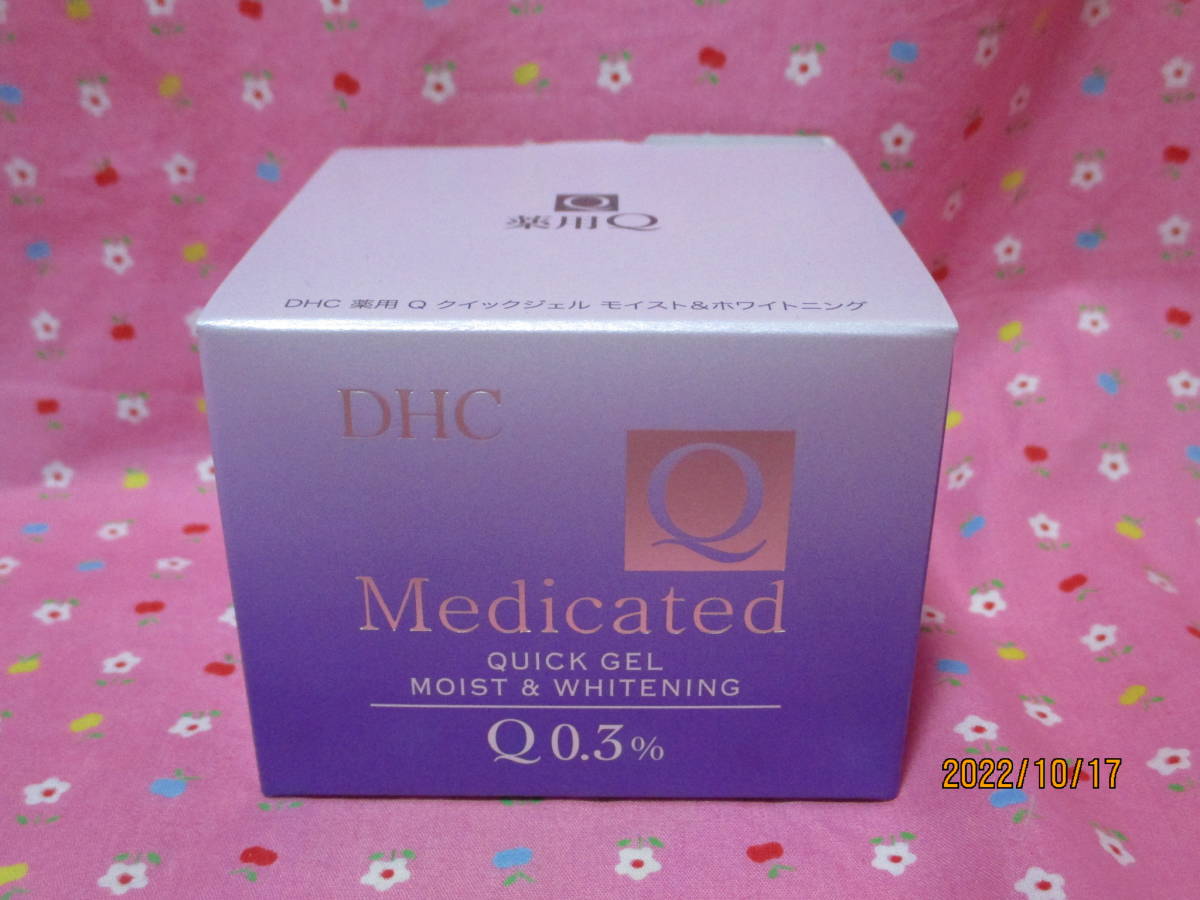 Q
薬用Q
DHC 薬用 Q クイックジェル モイスト&ホワイトニング
DHC
Q
Medicated
QUICK GEL
MOIST & WHITENING
Q 0.3%
2022/10/17